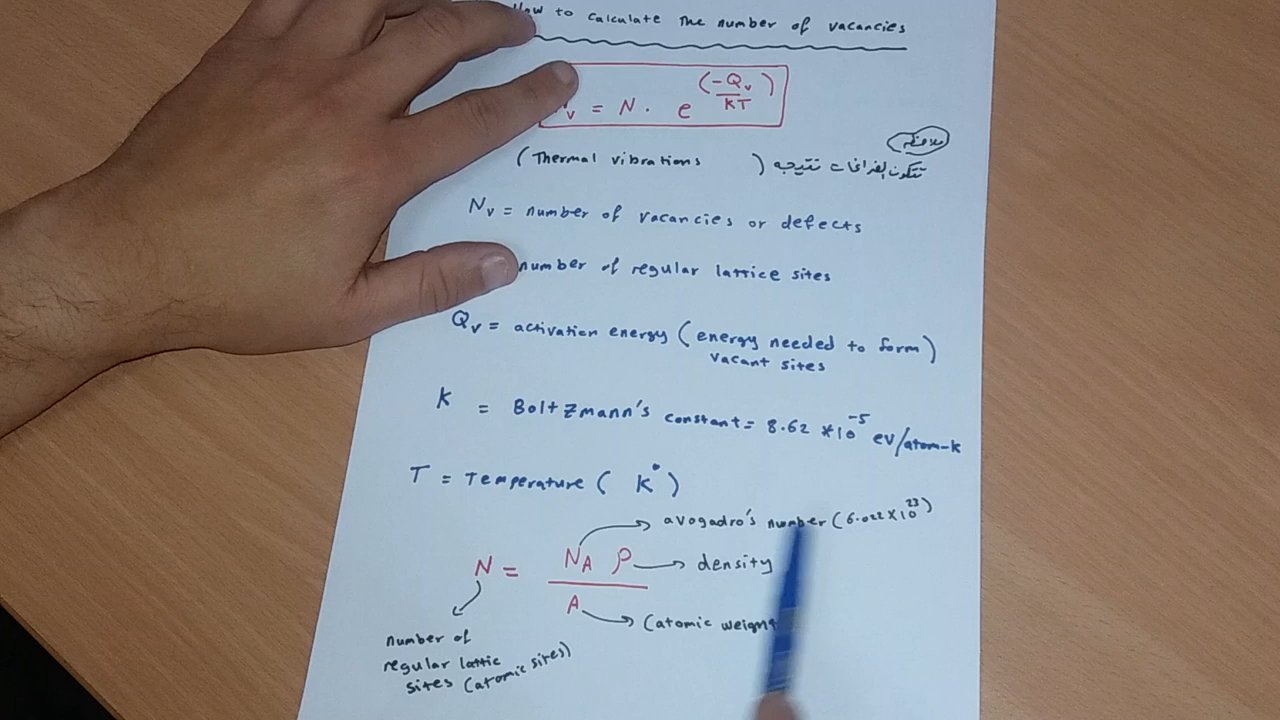 How to calculate The number of vacancies
Nv = N · e^(-Qv/KT)
ملاحظة
(Thermal vibrations) تتكون الفراغات نتيجة
Nv = number of vacancies or defects
number of regular lattice sites
Qv = activation energy (energy needed to form)
vacant sites
K = Boltzmann's constant = 8.62 *10^-5 ev/atom-k
T = Temperature ( K°)
avogadro's number (6.022×10^23)
N = NA ρ / A
density
(atomic weight
number of
regular lattic
sites (atomic sites)